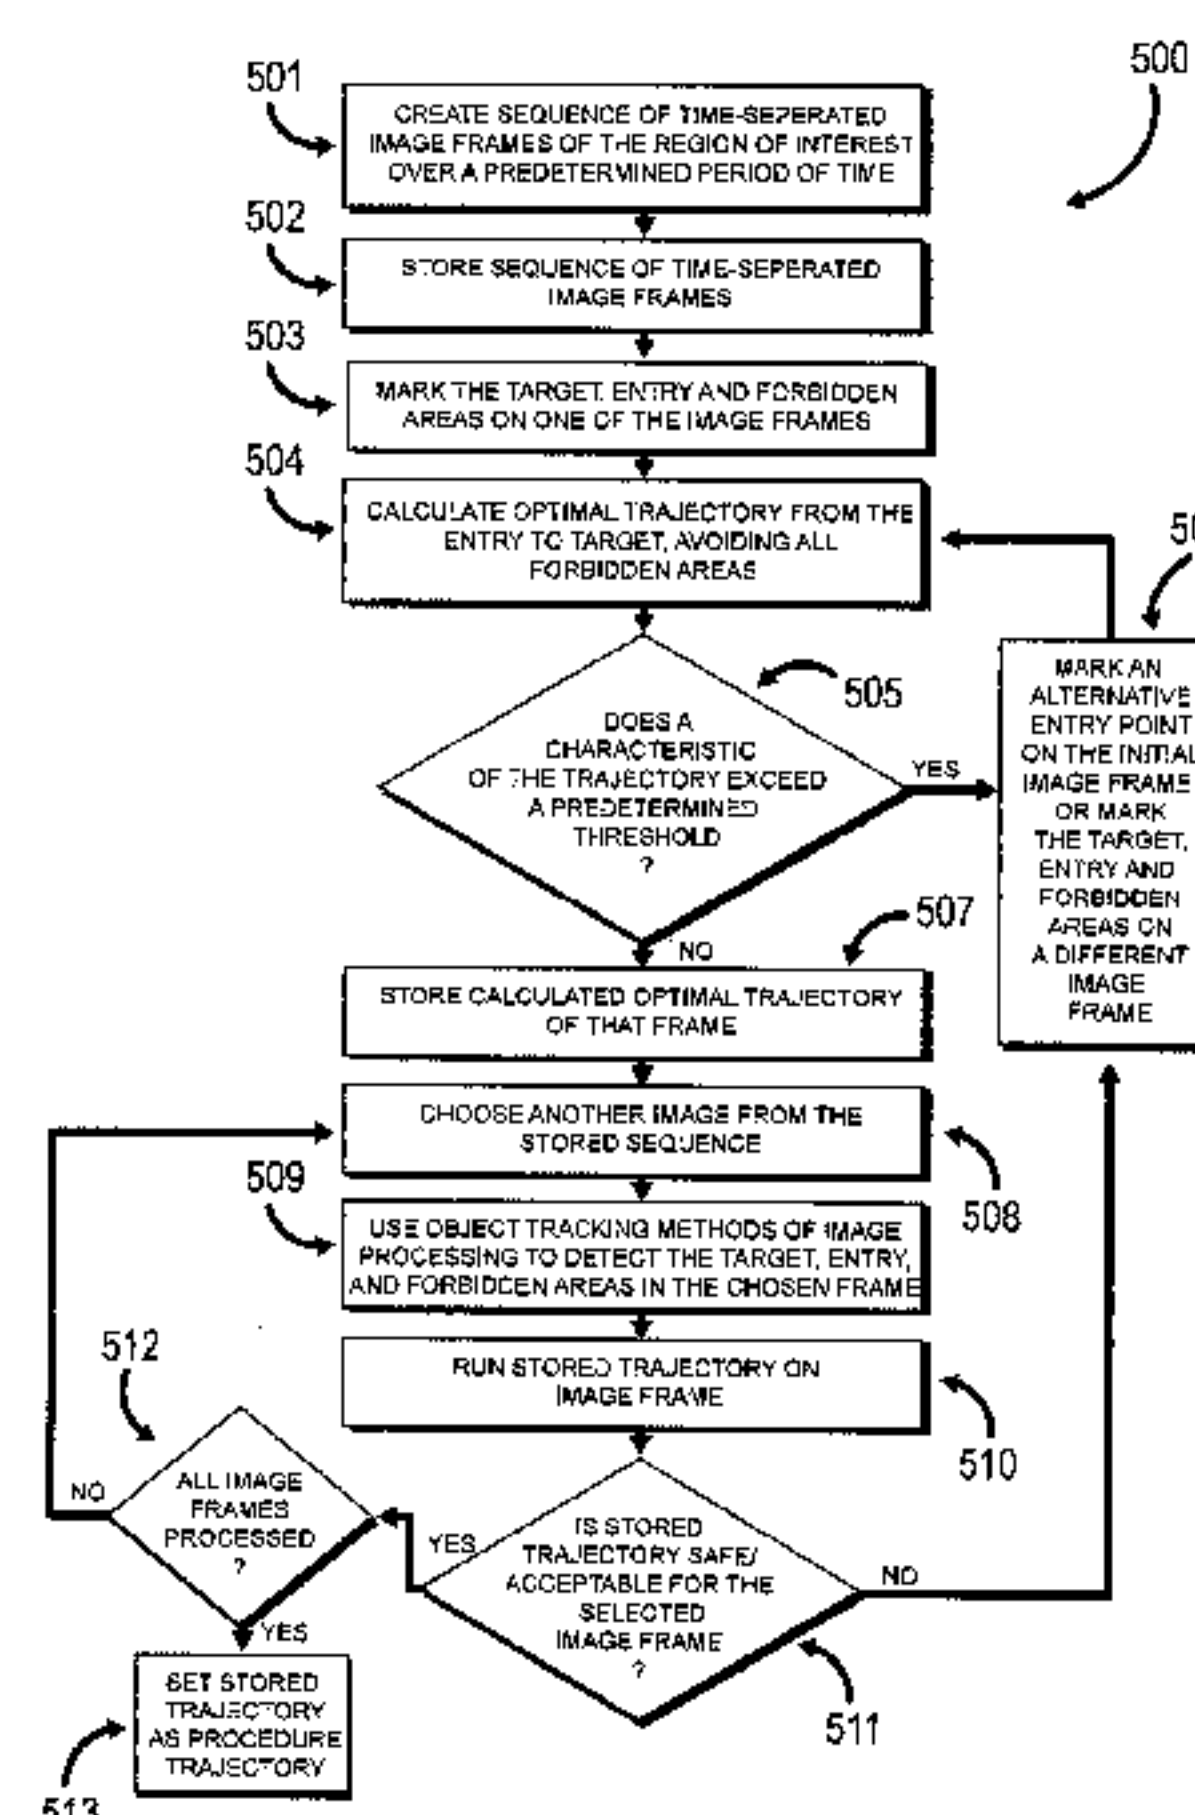 500
501
CREATE SEQUENCE OF TIME-SEPERATED
IMAGE FRAMES OF THE REGION OF INTEREST
OVER A PREDETERMINED PERIOD OF TIME
502
STORE SEQUENCE OF TIME-SEPERATED
IMAGE FRAMES
503
MARK THE TARGET, ENTRY AND FORBIDDEN
AREAS ON ONE OF THE IMAGE FRAMES
504
CALCULATE OPTIMAL TRAJECTORY FROM THE
ENTRY TO TARGET, AVOIDING ALL
FORBIDDEN AREAS
505
DOES A
CHARACTERISTIC
OF THE TRAJECTORY EXCEED
A PREDETERMINED
THRESHOLD
?
YES
NO
MARK AN
ALTERNATIVE
ENTRY POINT
ON THE INITIAL
IMAGE FRAME
OR MARK
THE TARGET,
ENTRY AND
FORBIDDEN
AREAS ON
A DIFFERENT
IMAGE
FRAME
507
STORE CALCULATED OPTIMAL TRAJECTORY
OF THAT FRAME
CHOOSE ANOTHER IMAGE FROM THE
STORED SEQUENCE
508
509
USE OBJECT TRACKING METHODS OF IMAGE
PROCESSING TO DETECT THE TARGET, ENTRY,
AND FORBIDDEN AREAS IN THE CHOSEN FRAME
RUN STORED TRAJECTORY ON
IMAGE FRAME
510
IS STORED
TRAJECTORY SAFE/
ACCEPTABLE FOR THE
SELECTED
IMAGE FRAME
?
511
YES
NO
512
ALL IMAGE
FRAMES
PROCESSED
?
NO
YES
SET STORED
TRAJECTORY
AS PROCEDURE
TRAJECTORY
513